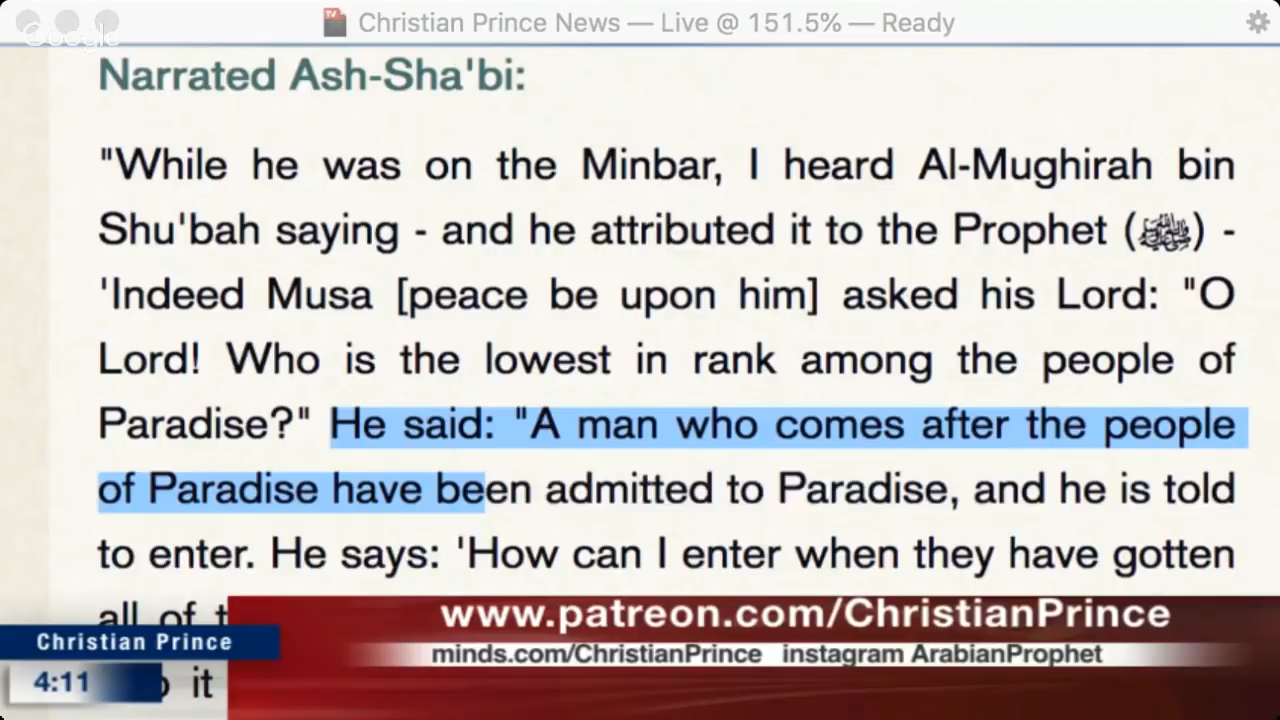 Christian Prince News — Live @ 151.5% — Ready
Google
TV
Narrated Ash-Sha'bi:
"While he was on the Minbar, I heard Al-Mughirah bin
Shu'bah saying - and he attributed it to the Prophet (ﷺ) -
'Indeed Musa [peace be upon him] asked his Lord: "O
Lord! Who is the lowest in rank among the people of
Paradise?" He said: "A man who comes after the people
of Paradise have been admitted to Paradise, and he is told
to enter. He says: 'How can I enter when they have gotten
all of
it
www.patreon.com/ChristianPrince
minds.com/ChristianPrince instagram ArabianProphet
Christian Prince
4:11